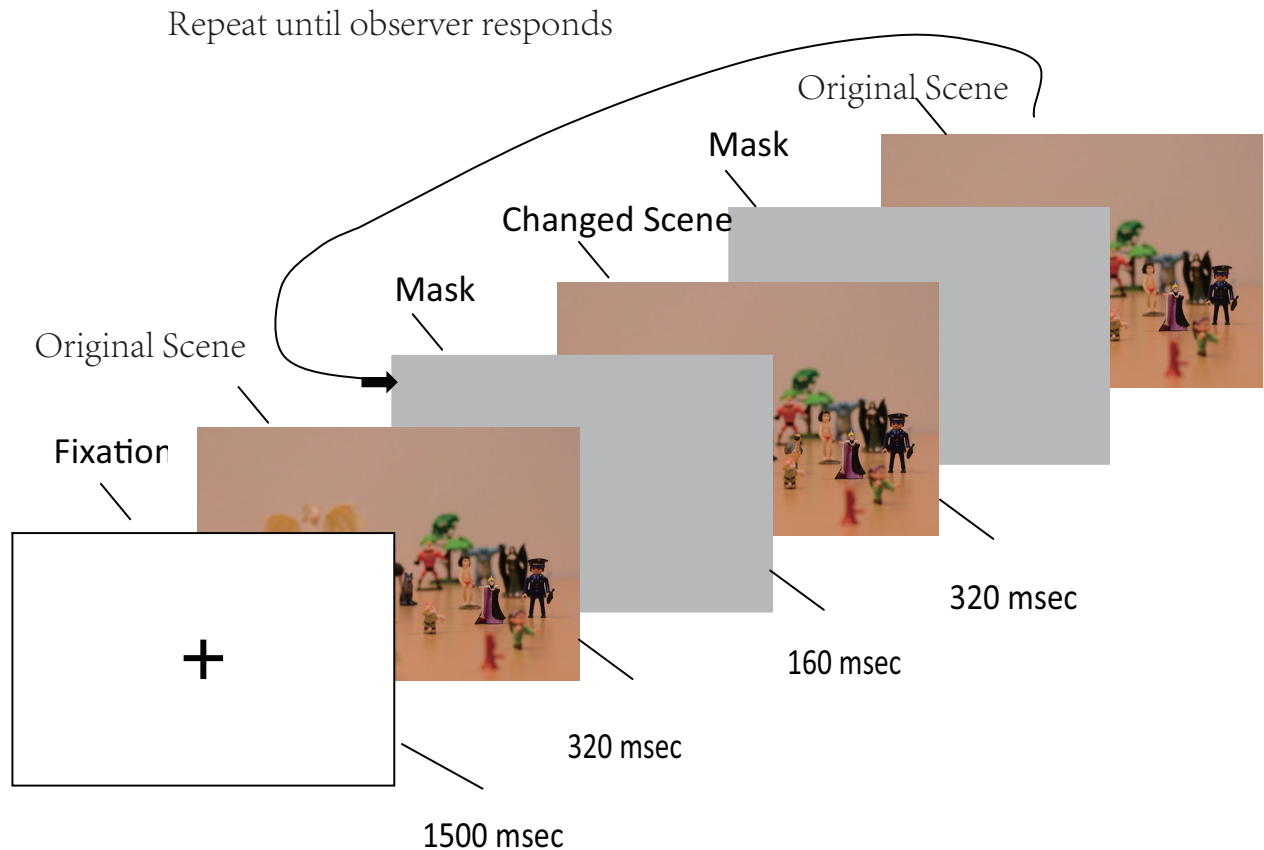 Repeat until observer responds
Original Scene
Mask
Changed Scene
Mask
Original Scene
Fixation
320 msec
160 msec
320 msec
1500 msec